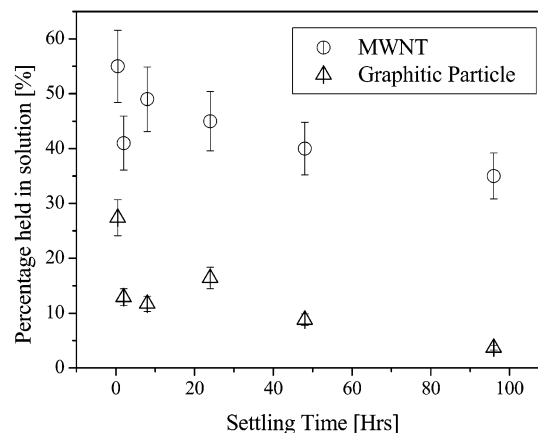 MWNT
Graphitic Particle
Percentage held in solution [%]
60
50
40
30
20
10
0
0 20 40 60 80 100
Settling Time [Hrs]